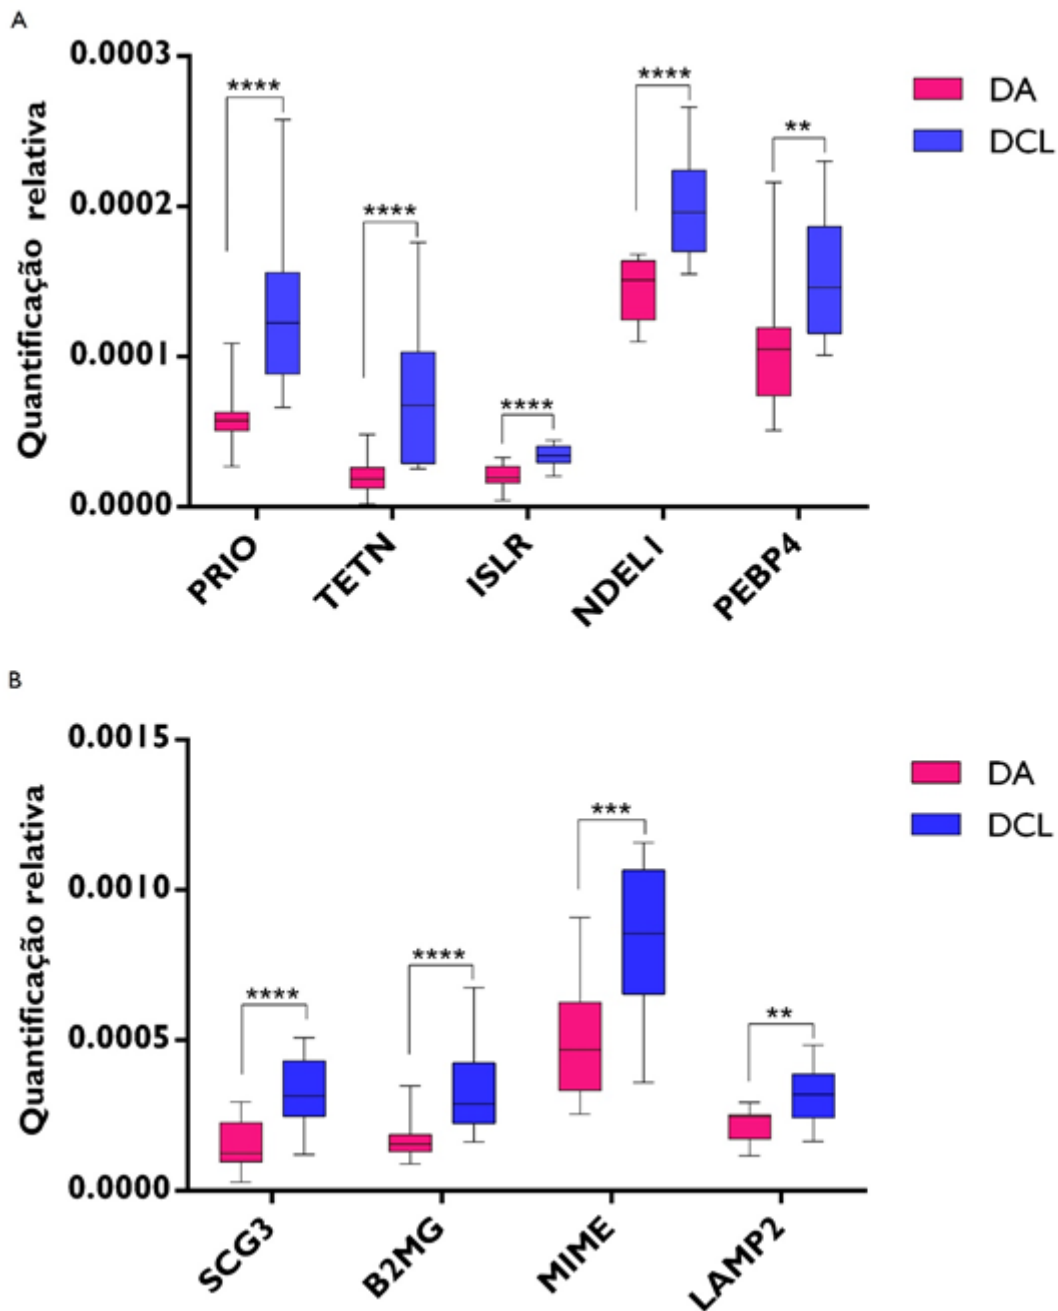 A
0.0003
0.0002
0.0001
0.0000
Quantificação relativa
****
****
****
****
**
DA
DCL
PRIO
TETN
ISLR
NDEL1
PEBP4
B
0.0015
0.0010
0.0005
0.0000
Quantificação relativa
****
****
***
**
DA
DCL
SCG3
B2MG
MIME
LAMP2